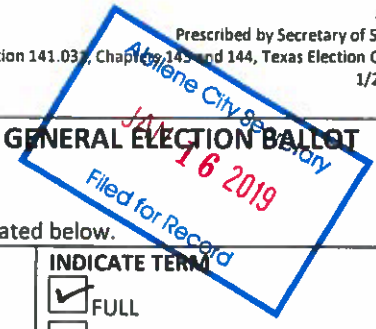 Prescribed by Secretary of S
tion 141.031, Chapters 143 and 144, Texas Election C
1/2
GENERAL ELECTION BALLOT
Abilene City Secretary
JAN 16 2019
Filed for Record
ated below.
INDICATE TERM
FULL